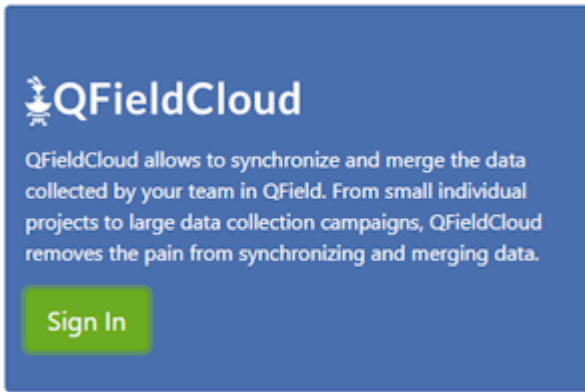 QFieldCloud
QFieldCloud allows to synchronize and merge the data
collected by your team in QField. From small individual
projects to large data collection campaigns, QFieldCloud
removes the pain from synchronizing and merging data.
Sign In